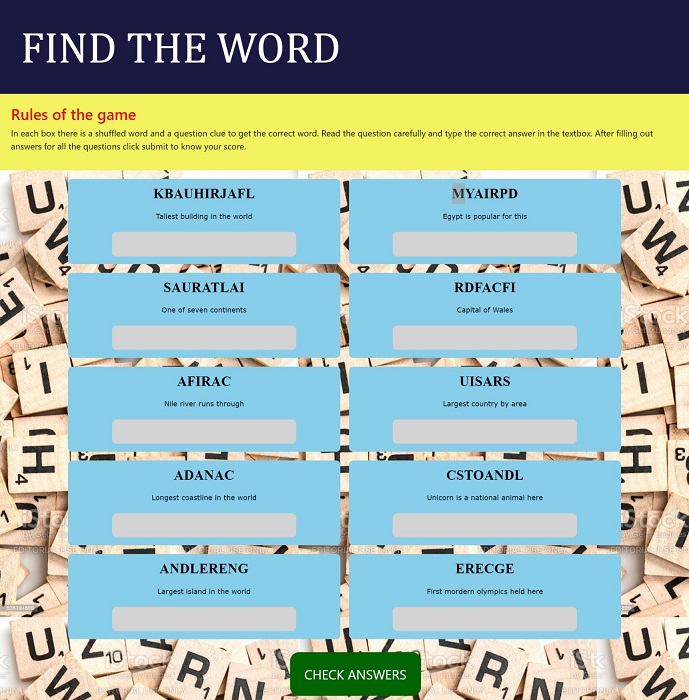 FIND THE WORD
Rules of the game
In each box there is a shuffled word and a question clue to get the correct word. Read the question carefully and type the correct answer in the textbox. After filling out
answers for all the questions click submit to know your score.
KBAUHIRJAFL
Tallest building in the world
MYAIRPD
Egypt is popular for this
SAURATLAI
One of seven continents
RDFACFI
Capital of Wales
AFIRAC
Nile river runs through
UISARS
Largest country by area
ADANAC
Longest coastline in the world
CSTOANDL
Unicorn is a national animal here
ANDLERENG
Largest island in the world
ERECGE
First mordern olympics held here
CHECK ANSWERS